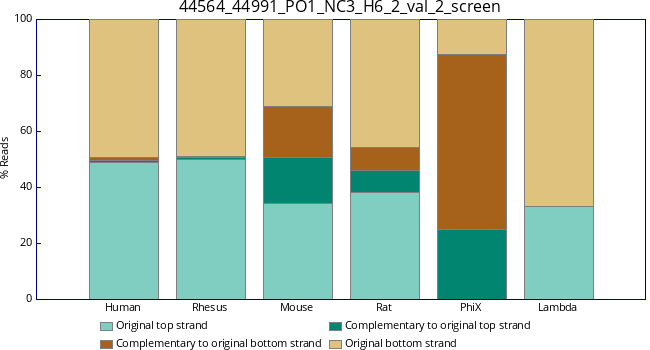 44564_44991_PO1_NC3_H6_2_val_2_screen
100
80
60
40
20
0
% Reads
Human Rhesus Mouse Rat PhiX Lambda
Original top strand Complementary to original top strand
Complementary to original bottom strand Original bottom strand